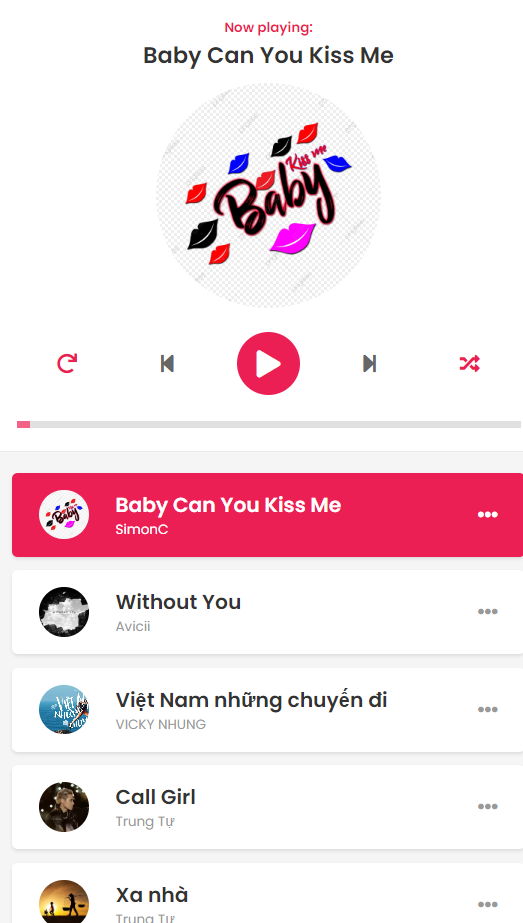 Now playing:
Baby Can You Kiss Me
Kiss me
Baby
Baby Can You Kiss Me
Baby
SimonC
Without You
Avicii
Việt Nam những chuyến đi
VICKY NHUNG
Call Girl
Trung Tự
Xa nhà
Trung Tự